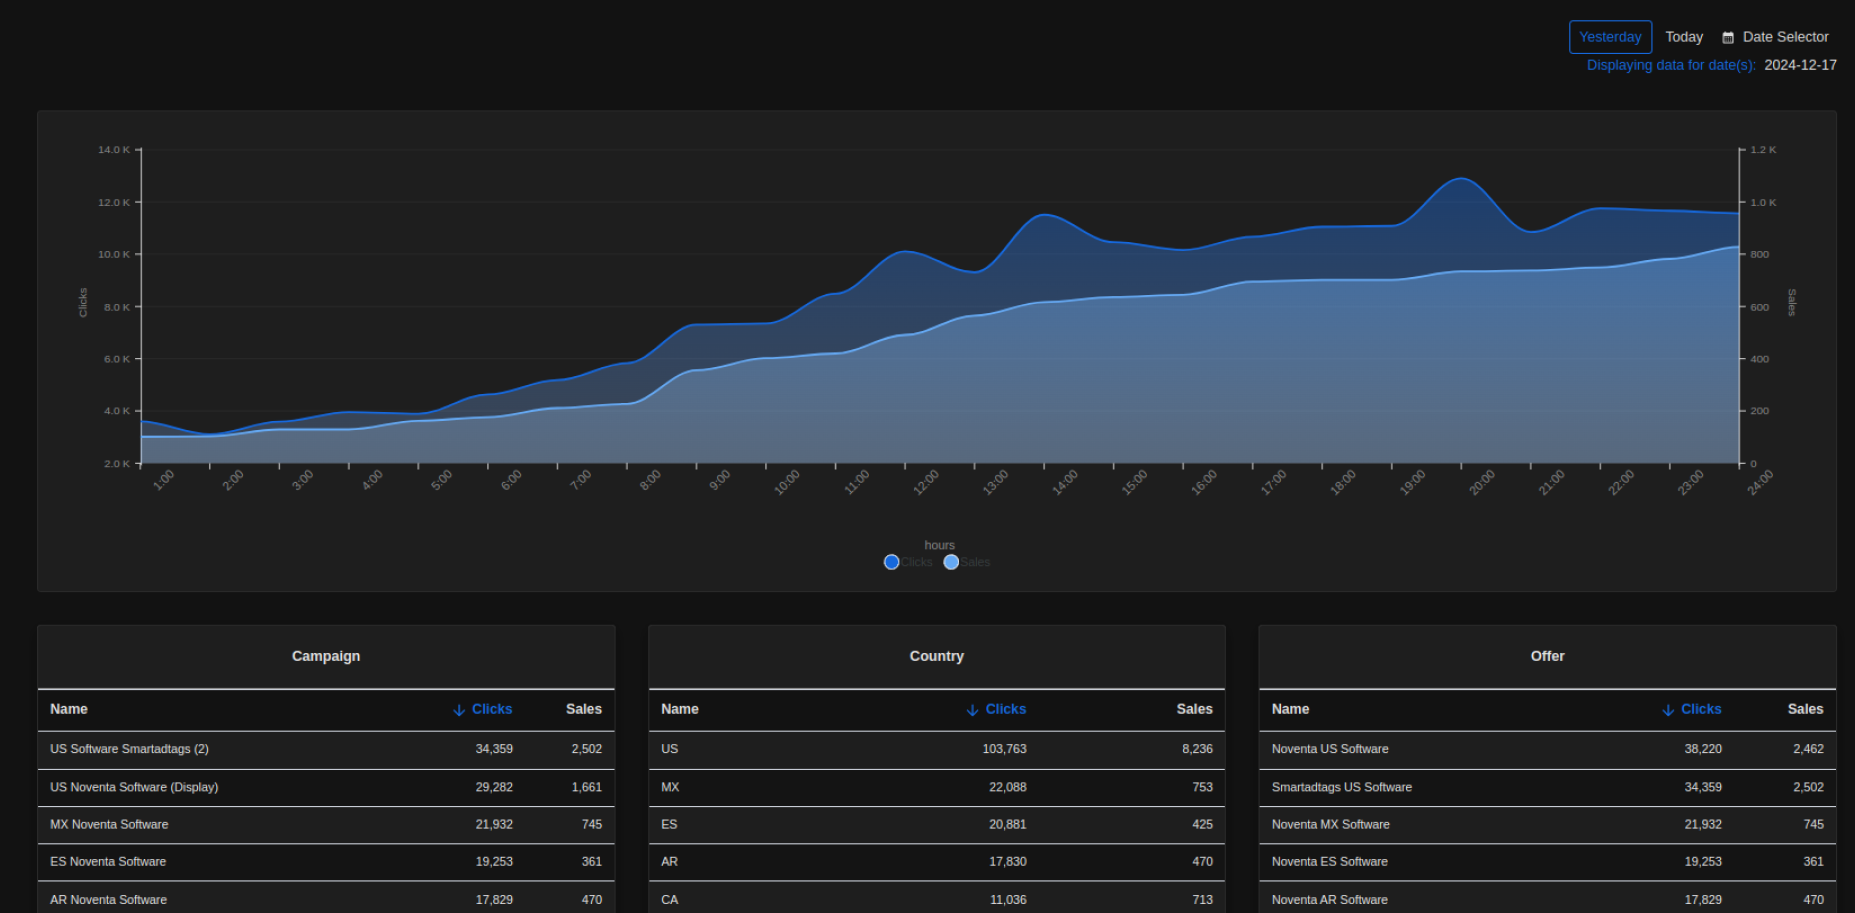 Yesterday Today Date Selector
Displaying data for date(s): 2024-12-17
14.0 K
12.0 K
10.0 K
8.0 K
6.0 K
4.0 K
2.0 K
Clicks
1.2 K
1.0 K
800
600
400
200
0
Sales
1:00 2:00 3:00 4:00 5:00 6:00 7:00 8:00 9:00 10:00 11:00 12:00 13:00 14:00 15:00 16:00 17:00 18:00 19:00 20:00 21:00 22:00 23:00 24:00
hours
Clicks Sales
Campaign
Name Clicks Sales
US Software Smartadtags (2) 34,359 2,502
US Noventa Software (Display) 29,282 1,661
MX Noventa Software 21,932 745
ES Noventa Software 19,253 361
AR Noventa Software 17,829 470
Country
Name Clicks Sales
US 103,763 8,236
MX 22,088 753
ES 20,881 425
AR 17,830 470
CA 11,036 713
Offer
Name Clicks Sales
Noventa US Software 38,220 2,462
Smartadtags US Software 34,359 2,502
Noventa MX Software 21,932 745
Noventa ES Software 19,253 361
Noventa AR Software 17,829 470